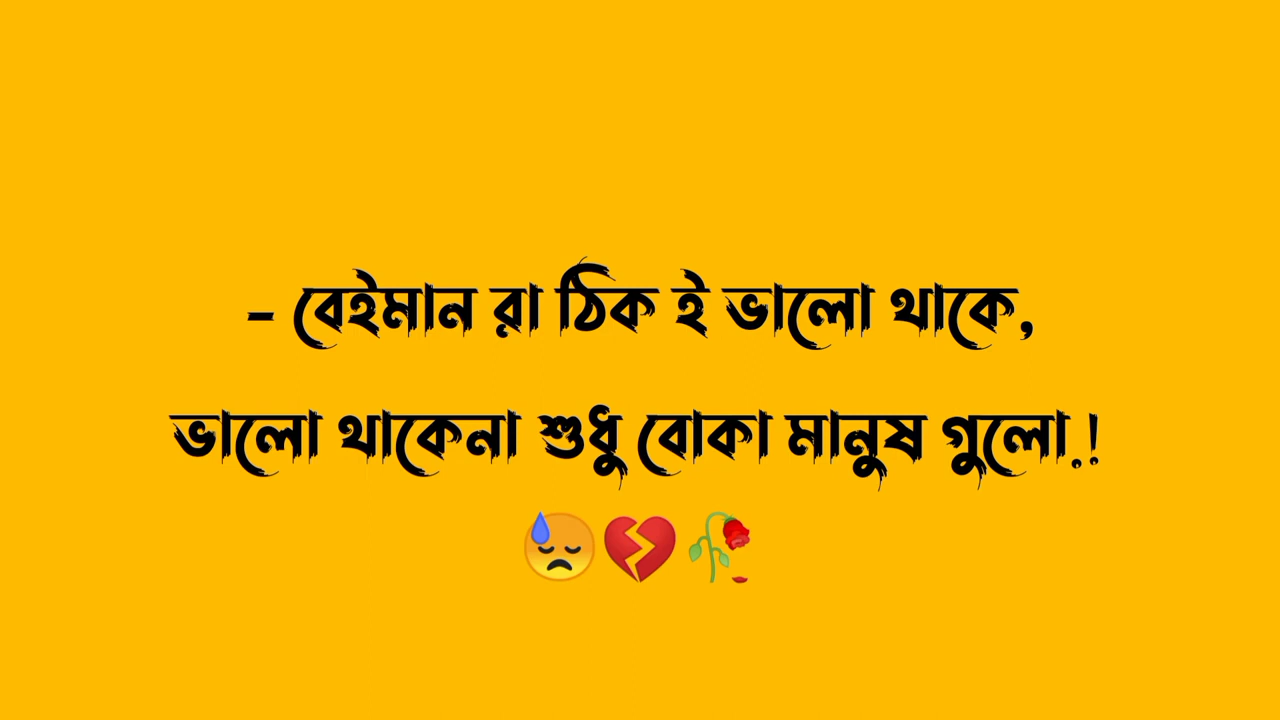 - বেইমান রা ঠিক ই ভালো থাকে,
ভালো থাকেনা শুধু বোকা মানুষ গুলো.!
😓💔🥀